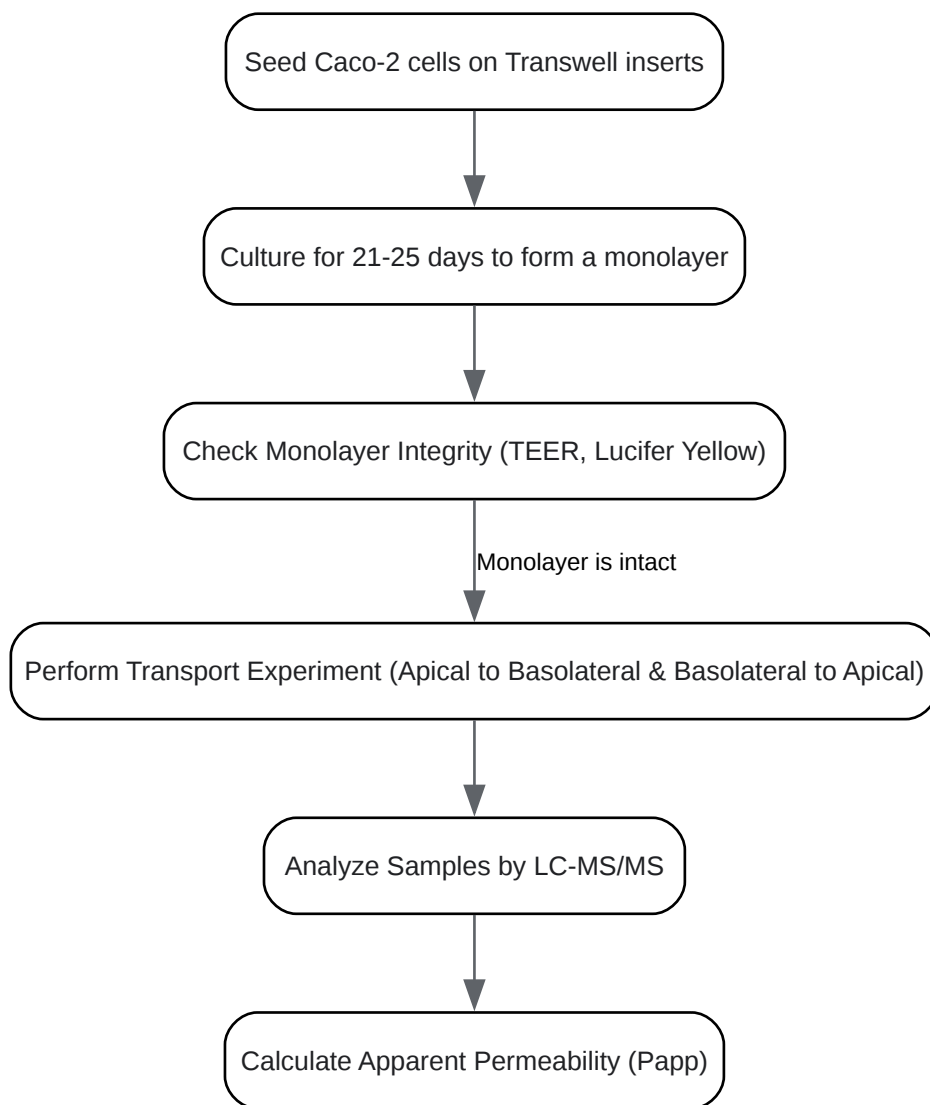 Seed Caco-2 cells on Transwell inserts
Culture for 21-25 days to form a monolayer
Check Monolayer Integrity (TEER, Lucifer Yellow)
Monolayer is intact
Perform Transport Experiment (Apical to Basolateral & Basolateral to Apical)
Analyze Samples by LC-MS/MS
Calculate Apparent Permeability (Papp)